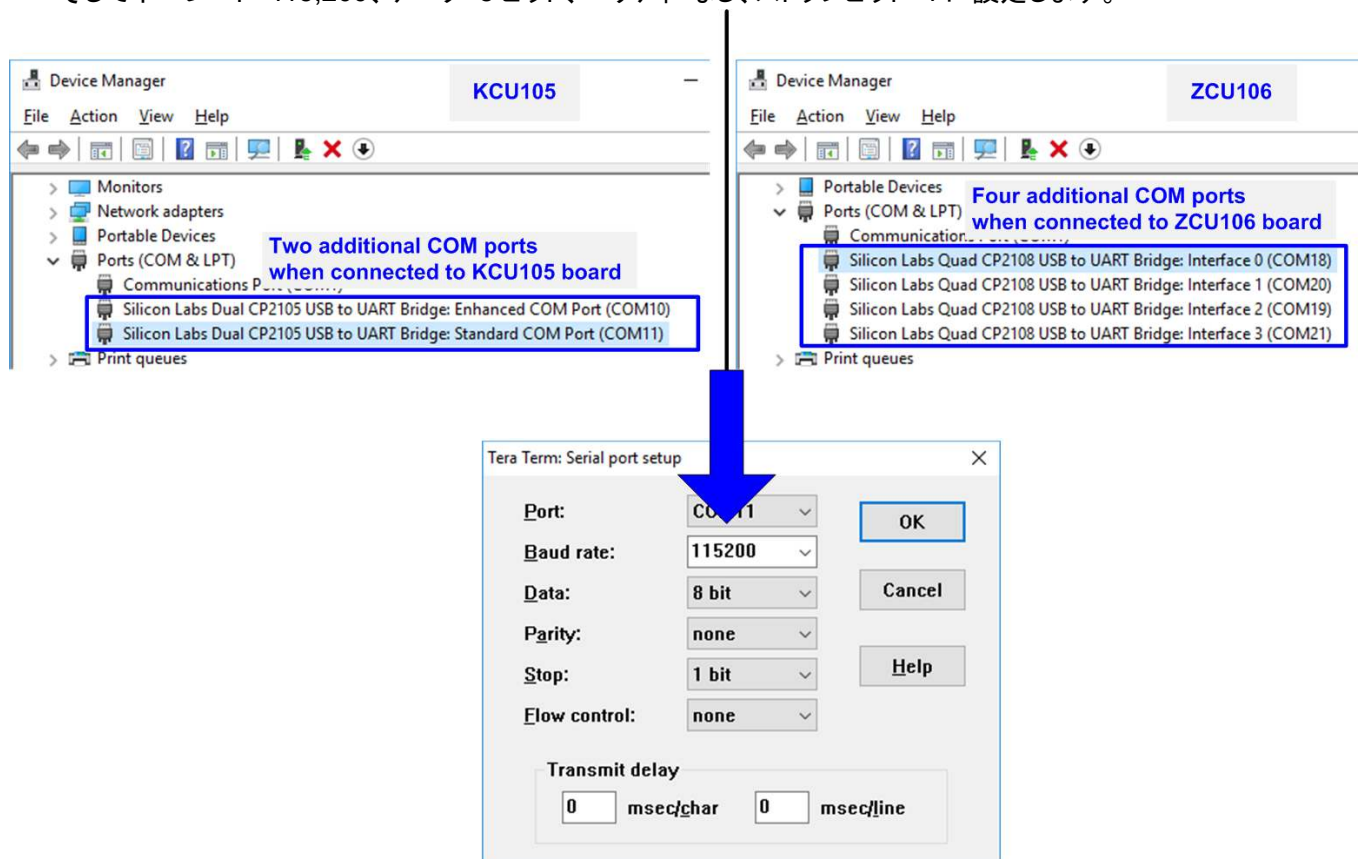 Device Manager
KCU105
File Action View Help
Monitors
Network adapters
Portable Devices
Ports (COM & LPT)
Two additional COM ports
when connected to KCU105 board
Communications
Silicon Labs Dual CP2105 USB to UART Bridge: Enhanced COM Port (COM10)
Silicon Labs Dual CP2105 USB to UART Bridge: Standard COM Port (COM11)
Print queues
Device Manager
ZCU106
File Action View Help
Portable Devices
Ports (COM & LPT)
Four additional COM ports
when connected to ZCU106 board
Silicon Labs Quad CP2108 USB to UART Bridge: Interface 0 (COM18)
Silicon Labs Quad CP2108 USB to UART Bridge: Interface 1 (COM20)
Silicon Labs Quad CP2108 USB to UART Bridge: Interface 2 (COM19)
Silicon Labs Quad CP2108 USB to UART Bridge: Interface 3 (COM21)
Print queues
Tera Term: Serial port setup
Port:
OK
Baud rate: 115200
Data: 8 bit
Cancel
Parity: none
Stop: 1 bit
Help
Flow control: none
Transmit delay
0 msec/char 0 msec/line